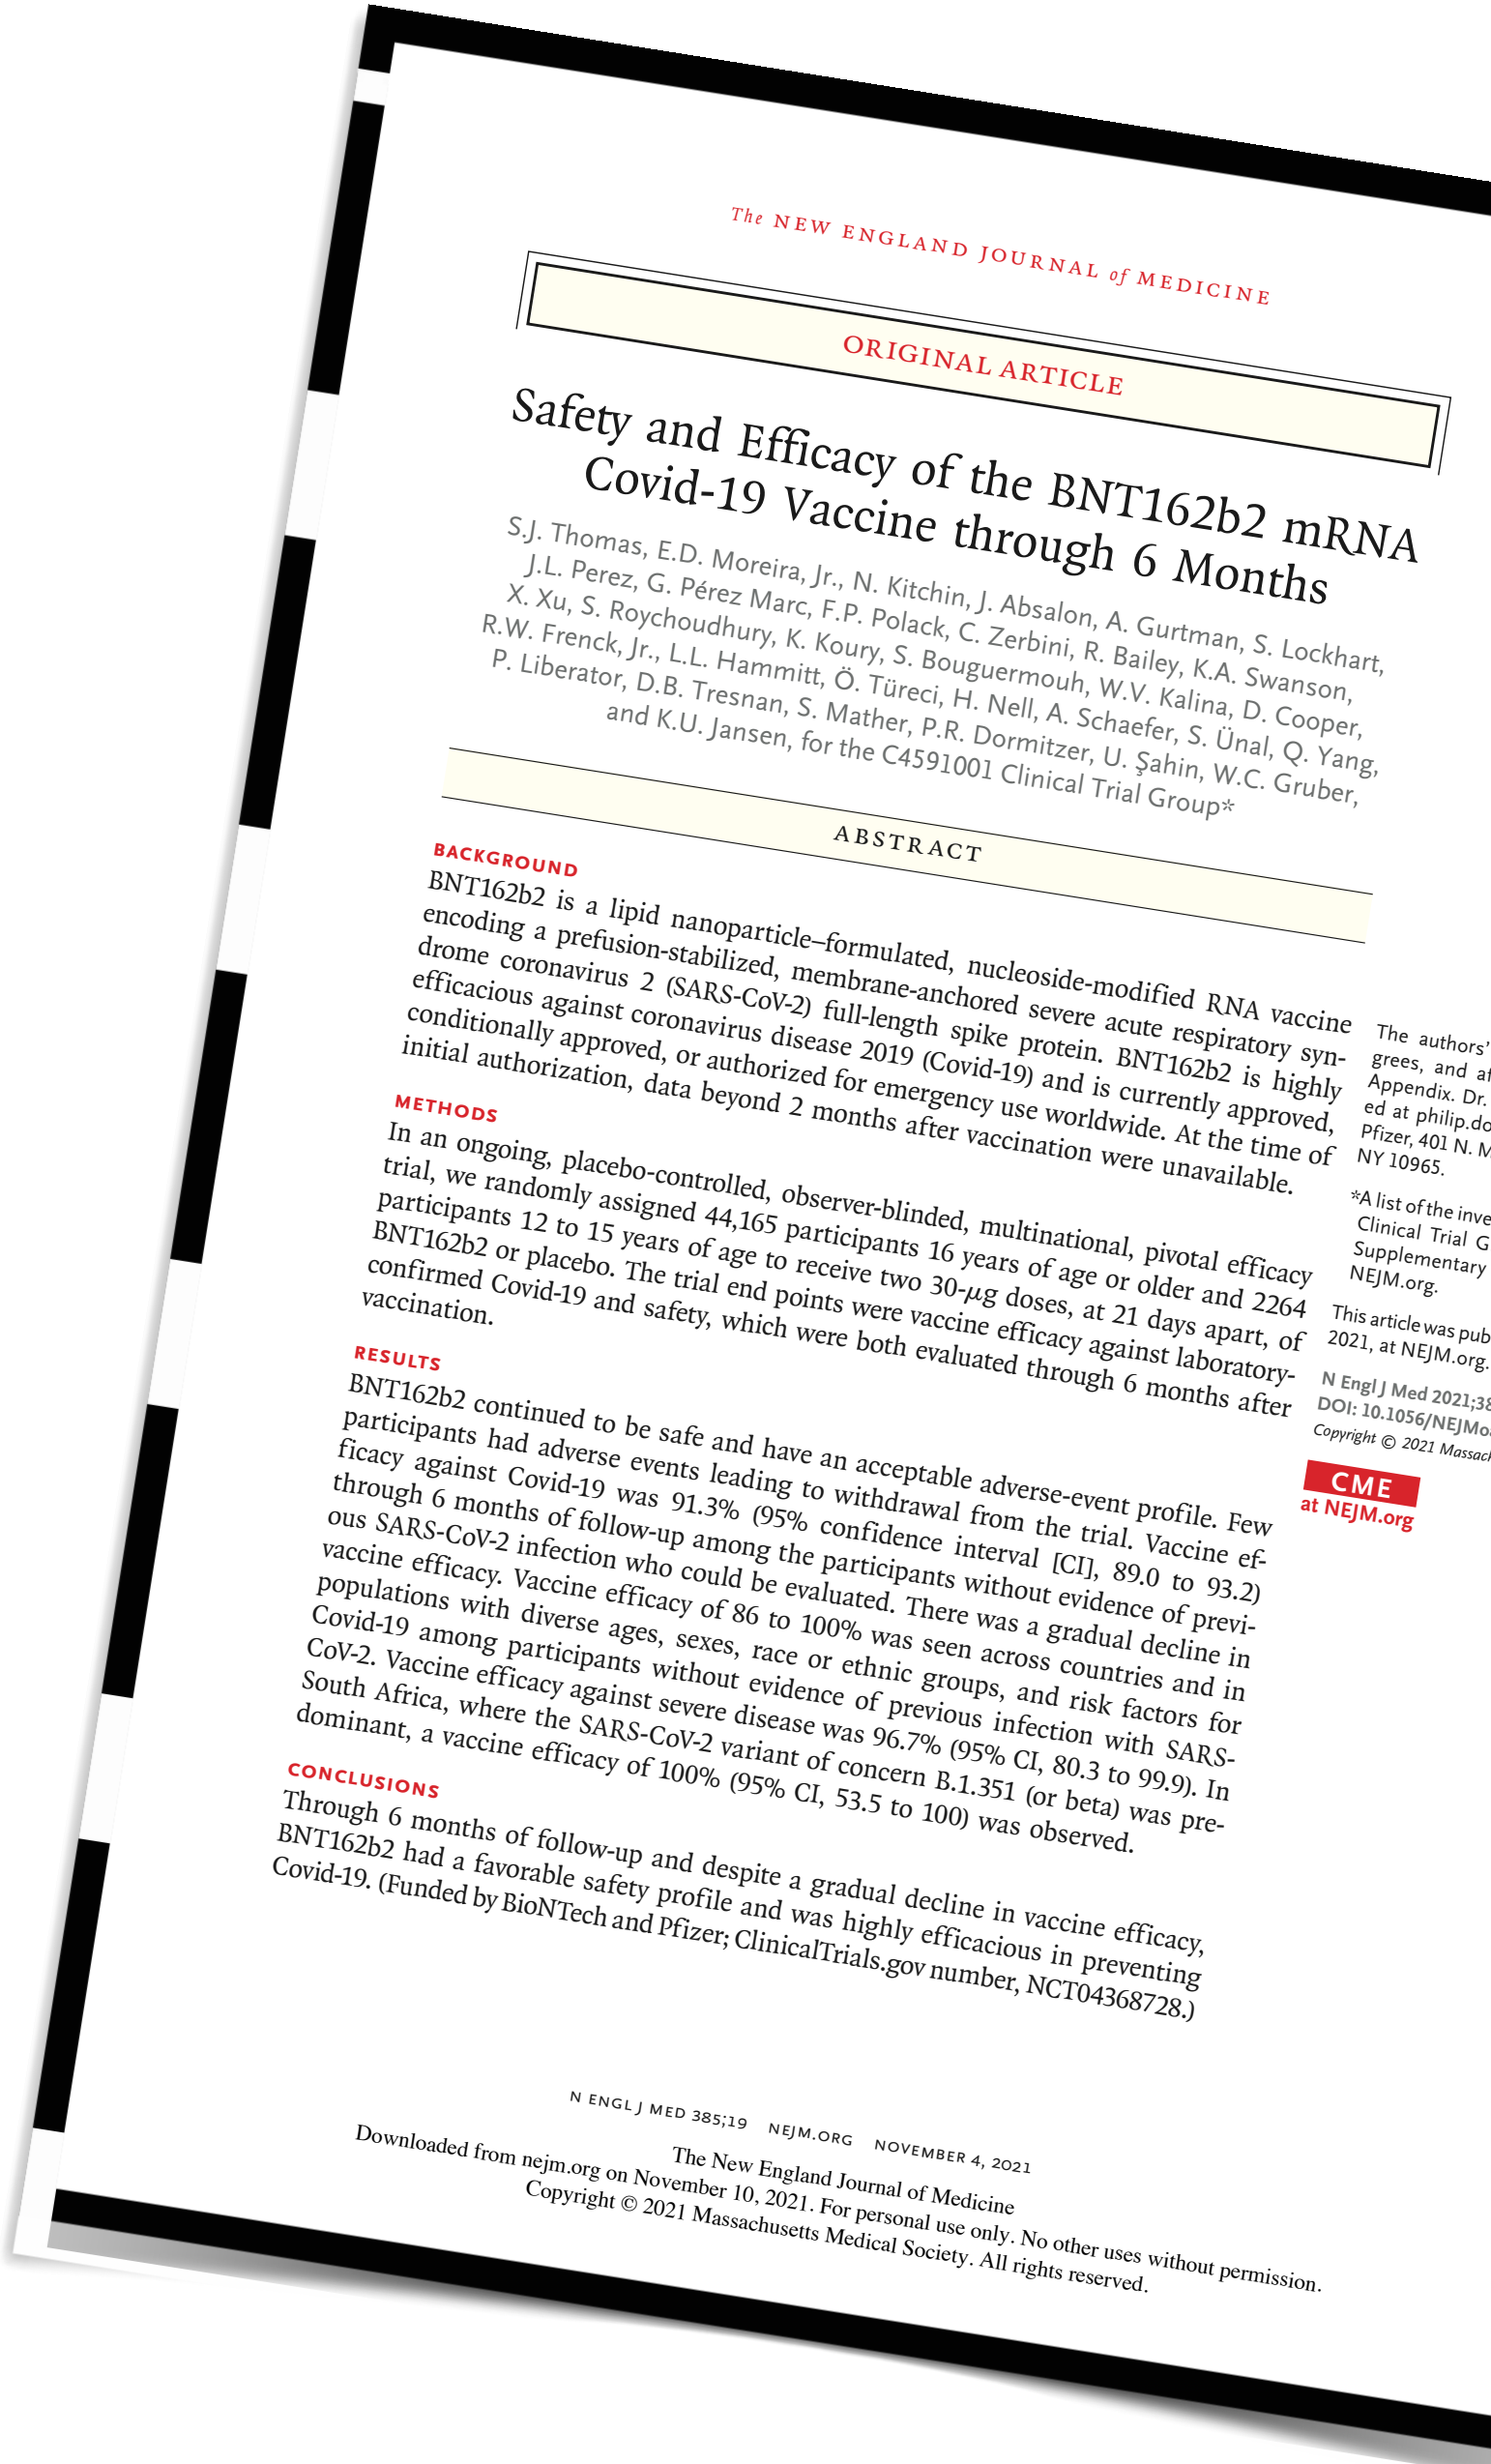 The NEW ENGLAND JOURNAL of MEDICINE
ORIGINAL ARTICLE
Safety and Efficacy of the BNT162b2 mRNA
Covid-19 Vaccine through 6 Months
S.J. Thomas, E.D. Moreira, Jr., N. Kitchin, J. Absalon, A. Gurtman, S. Lockhart,
J.L. Perez, G. Pérez Marc, F.P. Polack, C. Zerbini, R. Bailey, K.A. Swanson,
X. Xu, S. Roychoudhury, K. Koury, S. Bouguermouh, W.V. Kalina, D. Cooper,
R.W. Frenck, Jr., L.L. Hammitt, Ö. Türeci, H. Nell, A. Schaefer, S. Ünal, Q. Yang,
P. Liberator, D.B. Tresnan, S. Mather, P.R. Dormitzer, U. Şahin, W.C. Gruber,
and K.U. Jansen, for the C4591001 Clinical Trial Group*
ABSTRACT
BACKGROUND
BNT162b2 is a lipid nanoparticle–formulated, nucleoside-modified RNA vaccine
encoding a prefusion-stabilized, membrane-anchored severe acute respiratory syn-
drome coronavirus 2 (SARS-CoV-2) full-length spike protein. BNT162b2 is highly
efficacious against coronavirus disease 2019 (Covid-19) and is currently approved,
conditionally approved, or authorized for emergency use worldwide. At the time of
initial authorization, data beyond 2 months after vaccination were unavailable.
METHODS
In an ongoing, placebo-controlled, observer-blinded, multinational, pivotal efficacy
trial, we randomly assigned 44,165 participants 16 years of age or older and 2264
participants 12 to 15 years of age to receive two 30-μg doses, at 21 days apart, of
BNT162b2 or placebo. The trial end points were vaccine efficacy against laboratory-
confirmed Covid-19 and safety, which were both evaluated through 6 months after
vaccination.
RESULTS
BNT162b2 continued to be safe and have an acceptable adverse-event profile. Few
participants had adverse events leading to withdrawal from the trial. Vaccine ef-
ficacy against Covid-19 was 91.3% (95% confidence interval [CI], 89.0 to 93.2)
through 6 months of follow-up among the participants without evidence of previ-
ous SARS-CoV-2 infection who could be evaluated. There was a gradual decline in
vaccine efficacy. Vaccine efficacy of 86 to 100% was seen across countries and in
populations with diverse ages, sexes, race or ethnic groups, and risk factors for
Covid-19 among participants without evidence of previous infection with SARS-
CoV-2. Vaccine efficacy against severe disease was 96.7% (95% CI, 80.3 to 99.9). In
South Africa, where the SARS-CoV-2 variant of concern B.1.351 (or beta) was pre-
dominant, a vaccine efficacy of 100% (95% CI, 53.5 to 100) was observed.
CONCLUSIONS
Through 6 months of follow-up and despite a gradual decline in vaccine efficacy,
BNT162b2 had a favorable safety profile and was highly efficacious in preventing
Covid-19. (Funded by BioNTech and Pfizer; ClinicalTrials.gov number, NCT04368728.)
The authors'
grees, and af
Appendix. Dr.
ed at philip.do
Pfizer, 401 N. M
NY 10965.
*A list of the inve
Clinical Trial G
Supplementary
NEJM.org.
This article was pub
2021, at NEJM.org.
N Engl J Med 2021;38
DOI: 10.1056/NEJMoa
Copyright © 2021 Massach
CME
at NEJM.org
N ENGL J MED 385;19 NEJM.ORG NOVEMBER 4, 2021
The New England Journal of Medicine
Downloaded from nejm.org on November 10, 2021. For personal use only. No other uses without permission.
Copyright © 2021 Massachusetts Medical Society. All rights reserved.